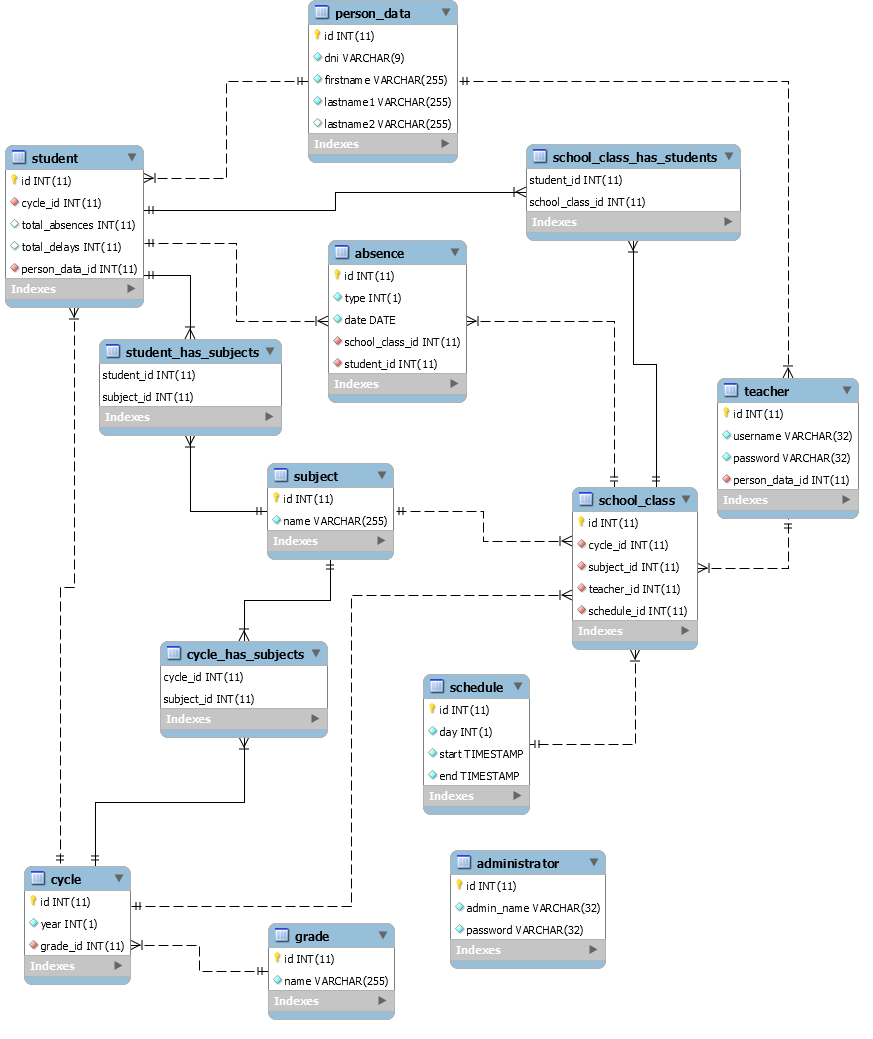 person_data
id INT(11)
dni VARCHAR(9)
firstname VARCHAR(255)
lastname1 VARCHAR(255)
lastname2 VARCHAR(255)
Indexes
student
id INT(11)
cycle_id INT(11)
total_absences INT(11)
total_delays INT(11)
person_data_id INT(11)
Indexes
school_class_has_students
student_id INT(11)
school_class_id INT(11)
Indexes
absence
id INT(11)
type INT(1)
date DATE
school_class_id INT(11)
student_id INT(11)
Indexes
student_has_subjects
student_id INT(11)
subject_id INT(11)
Indexes
teacher
id INT(11)
username VARCHAR(32)
password VARCHAR(32)
person_data_id INT(11)
Indexes
subject
id INT(11)
name VARCHAR(255)
Indexes
school_class
id INT(11)
cycle_id INT(11)
subject_id INT(11)
teacher_id INT(11)
schedule_id INT(11)
Indexes
cycle_has_subjects
cycle_id INT(11)
subject_id INT(11)
Indexes
schedule
id INT(11)
day INT(1)
start TIMESTAMP
end TIMESTAMP
Indexes
administrator
id INT(11)
admin_name VARCHAR(32)
password VARCHAR(32)
Indexes
cycle
id INT(11)
year INT(1)
grade_id INT(11)
Indexes
grade
id INT(11)
name VARCHAR(255)
Indexes